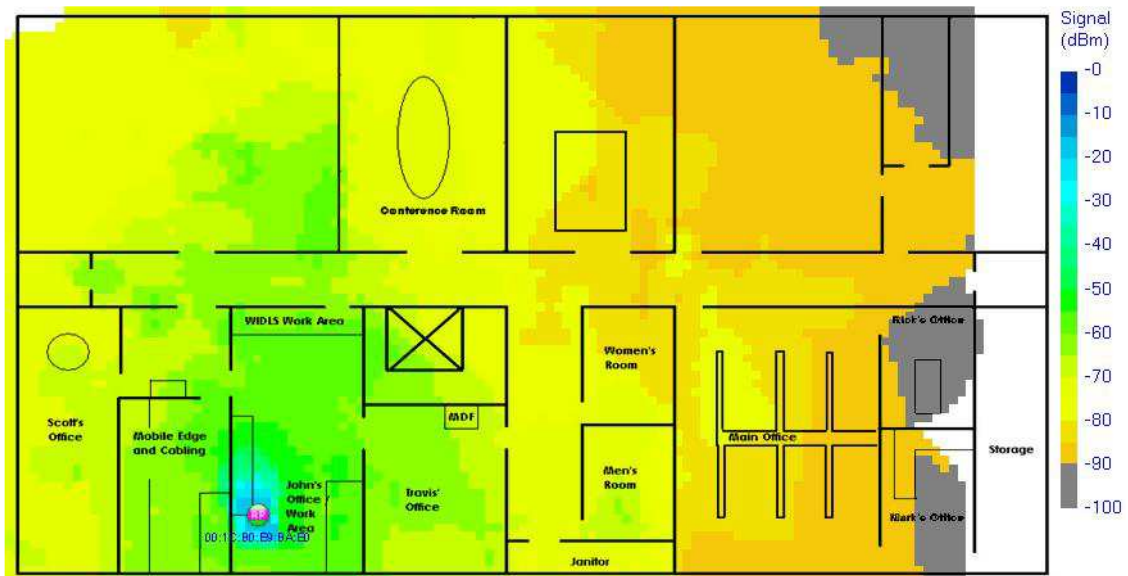 Signal
(dBm)
-0
-10
-20
-30
-40
-50
-60
-70
-80
-90
-100
Conference Room
WIDLS Work Area
Rick's Office
Women's
Room
MDF
Scott's
Office
Mobile Edge
and Cabling
Main Office
Storage
John's
Office
Work
Area
Travis'
Office
Men's
Room
Mark's Office
00:1C:B0:E9:BA:E0
Janitor